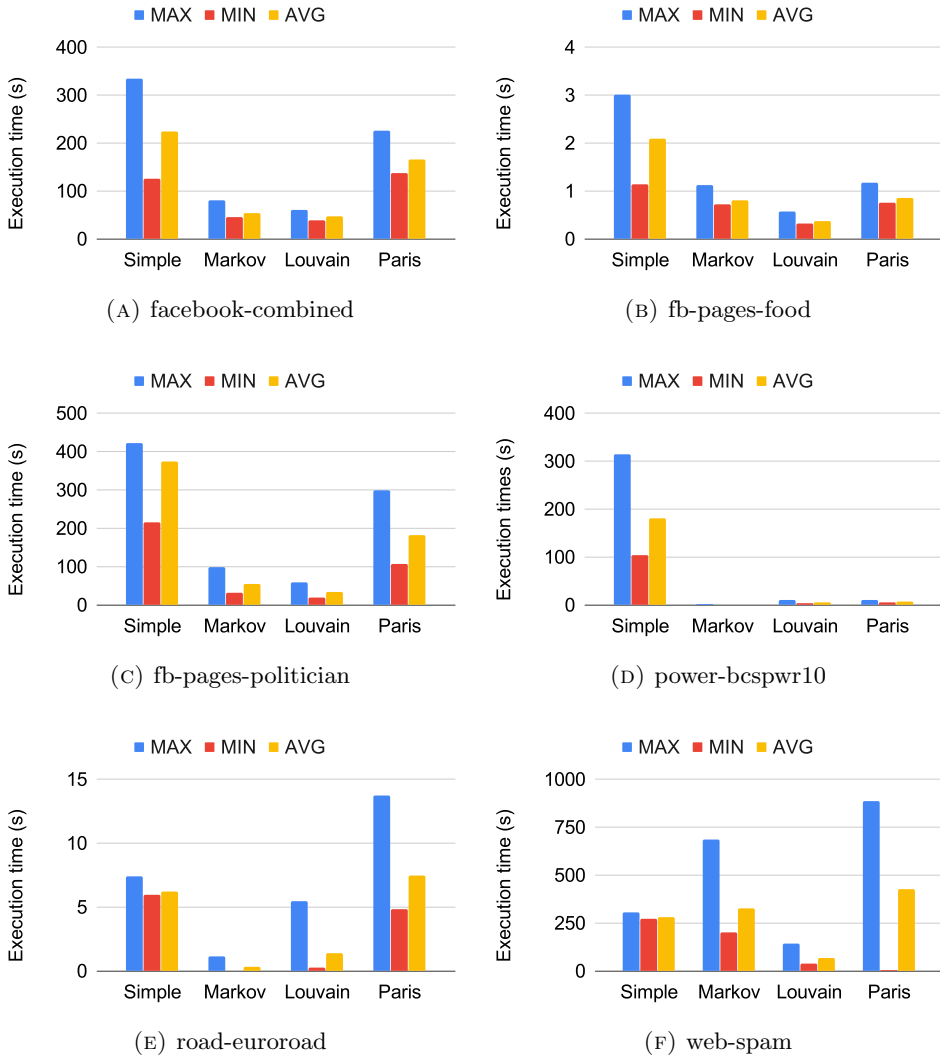 MAX MIN AVG
Execution time (s)
400
300
200
100
0
Simple Markov Louvain Paris
(A) facebook-combined
MAX MIN AVG
Execution time (s)
4
3
2
1
0
Simple Markov Louvain Paris
(B) fb-pages-food
MAX MIN AVG
Execution time (s)
500
400
300
200
100
0
Simple Markov Louvain Paris
(C) fb-pages-politician
MAX MIN AVG
Execution times (s)
400
300
200
100
0
Simple Markov Louvain Paris
(D) power-bcspwr10
MAX MIN AVG
Execution time (s)
15
10
5
0
Simple Markov Louvain Paris
(E) road-euroroad
MAX MIN AVG
Execution time (s)
1000
750
500
250
0
Simple Markov Louvain Paris
(F) web-spam